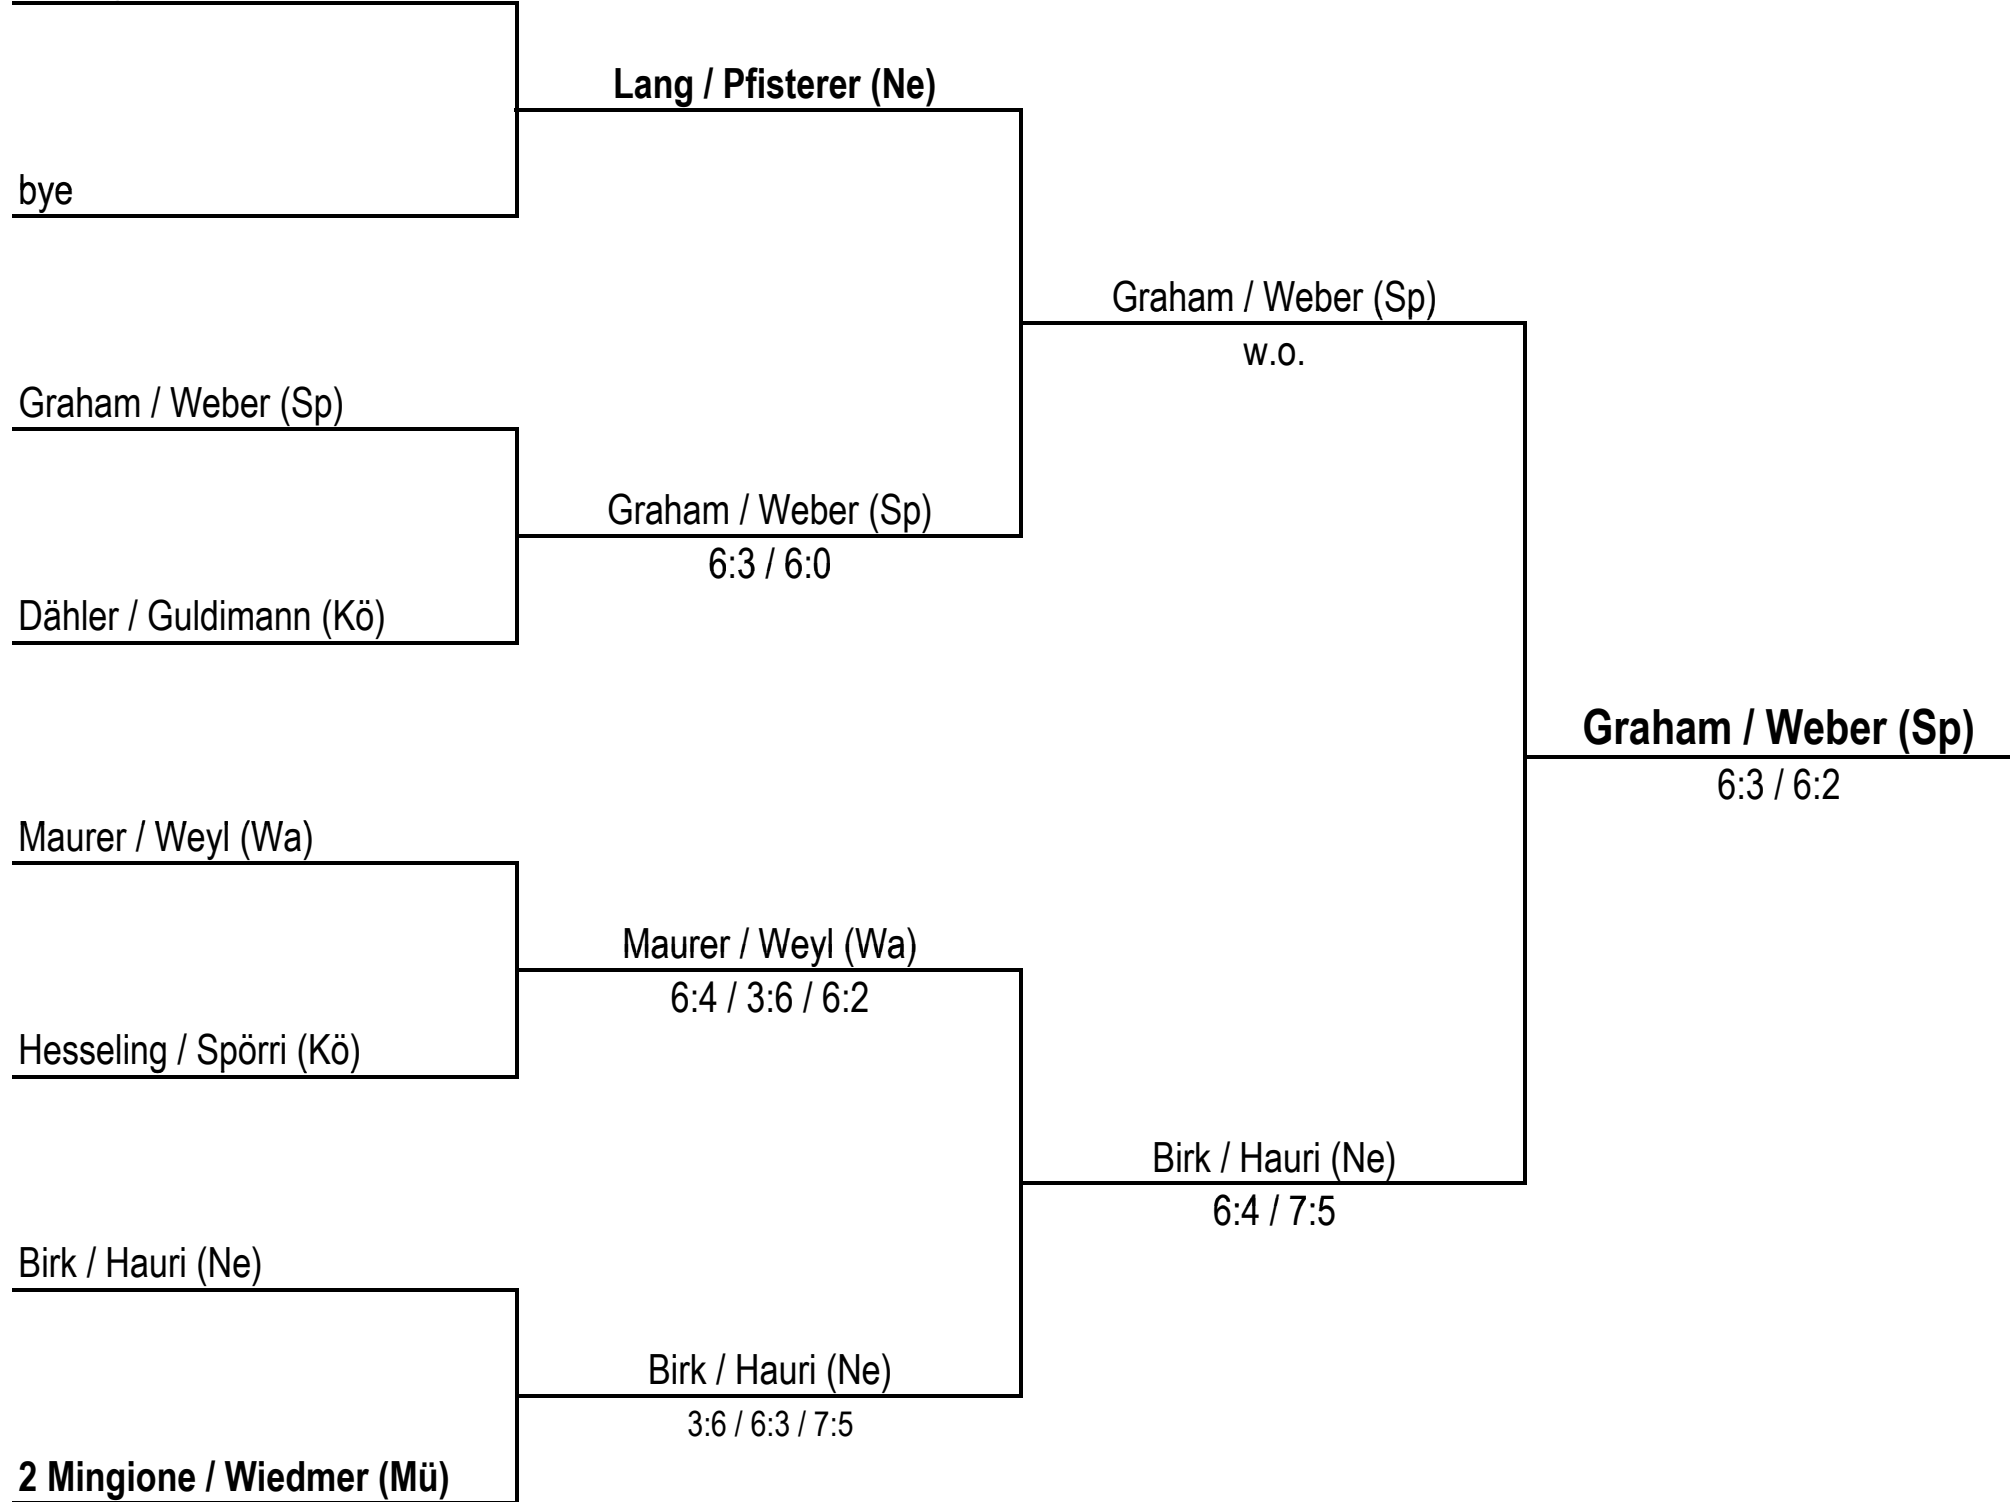 Lang / Pfisterer (Ne)
bye
Graham / Weber (Sp)
w.o.
Graham / Weber (Sp)
Graham / Weber (Sp)
6:3 / 6:0
Dähler / Guldimann (Kö)
Graham / Weber (Sp)
6:3 / 6:2
Maurer / Weyl (Wa)
Maurer / Weyl (Wa)
6:4 / 3:6 / 6:2
Hesseling / Spörri (Kö)
Birk / Hauri (Ne)
6:4 / 7:5
Birk / Hauri (Ne)
Birk / Hauri (Ne)
3:6 / 6:3 / 7:5
2 Mingione / Wiedmer (Mü)